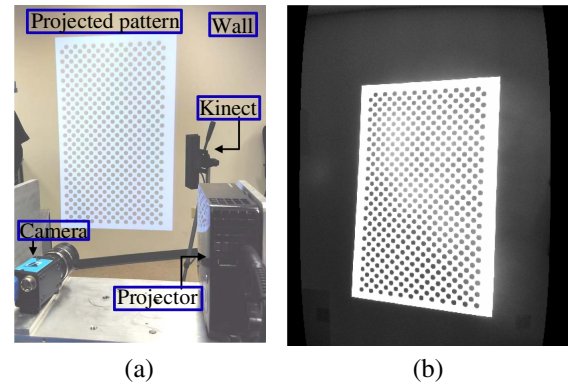 Projected pattern
Wall
Kinect
Camera
Projector
(a)
(b)